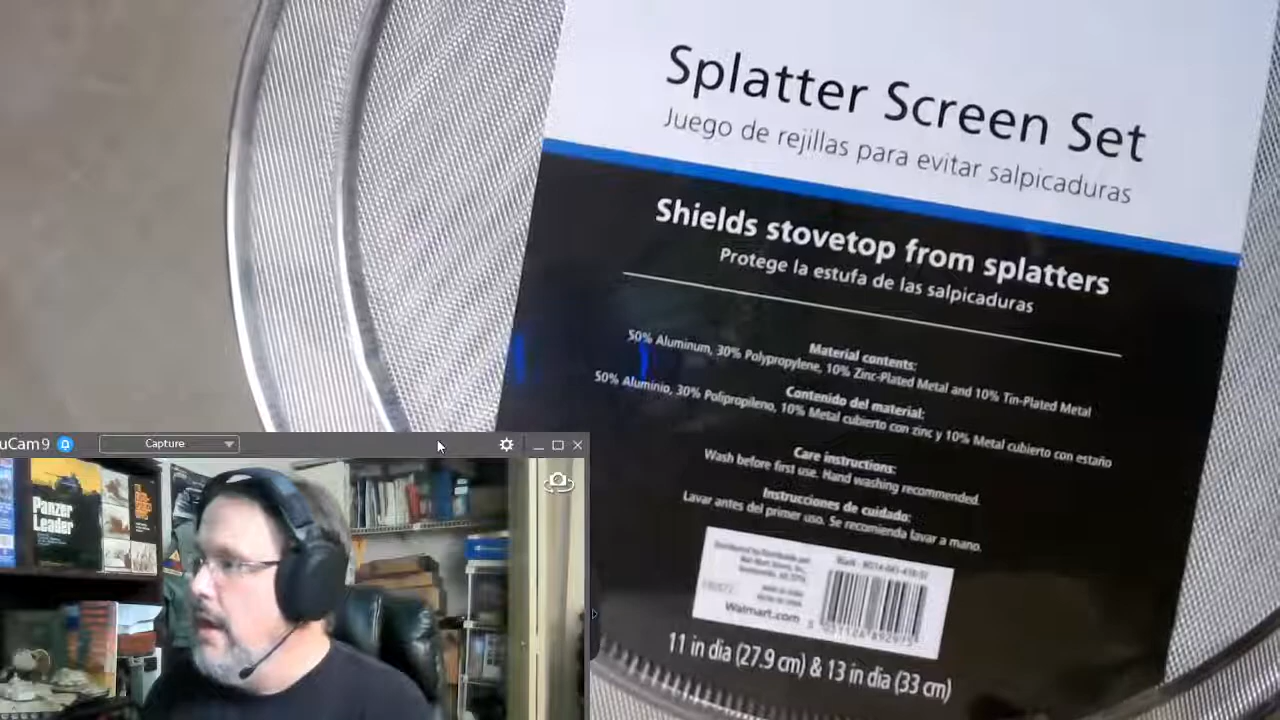 Splatter Screen Set
Juego de rejillas para evitar salpicaduras
Shields stovetop from splatters
Protege la estufa de las salpicaduras
Material contents:
50% Aluminum, 30% Polypropylene, 10% Zinc-Plated Metal and 10% Tin-Plated Metal
Contenido del material:
50% Aluminio, 30% Polipropileno, 10% Metal cubierto con zinc y 10% Metal cubierto con estaño
Care instructions:
Wash before first use. Hand washing recommended.
Instrucciones de cuidado:
Lavar antes del primer uso. Se recomienda lavar a mano.
Walmart.com
11 in dia (27.9 cm) & 13 in dia (33 cm)
uCam 9
Capture
Panzer
Leader